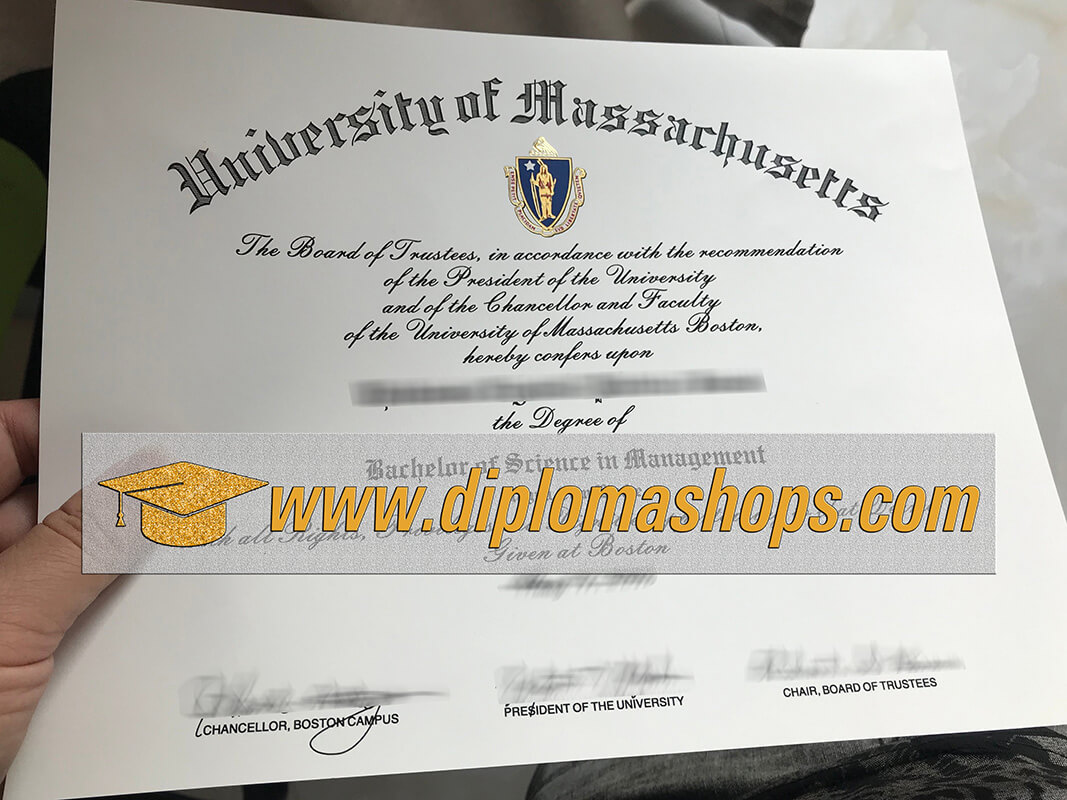 University of Massachusetts
The Board of Trustees, in accordance with the recommendation
of the President of the University
and of the Chancellor and Faculty
of the University of Massachusetts Boston,
hereby confers upon
the Degree of
Bachelor of Science in Management
www.diplomashops.com
all Rights,
Given at Boston
CHANCELLOR, BOSTON CAMPUS
PRESIDENT OF THE UNIVERSITY
CHAIR, BOARD OF TRUSTEES